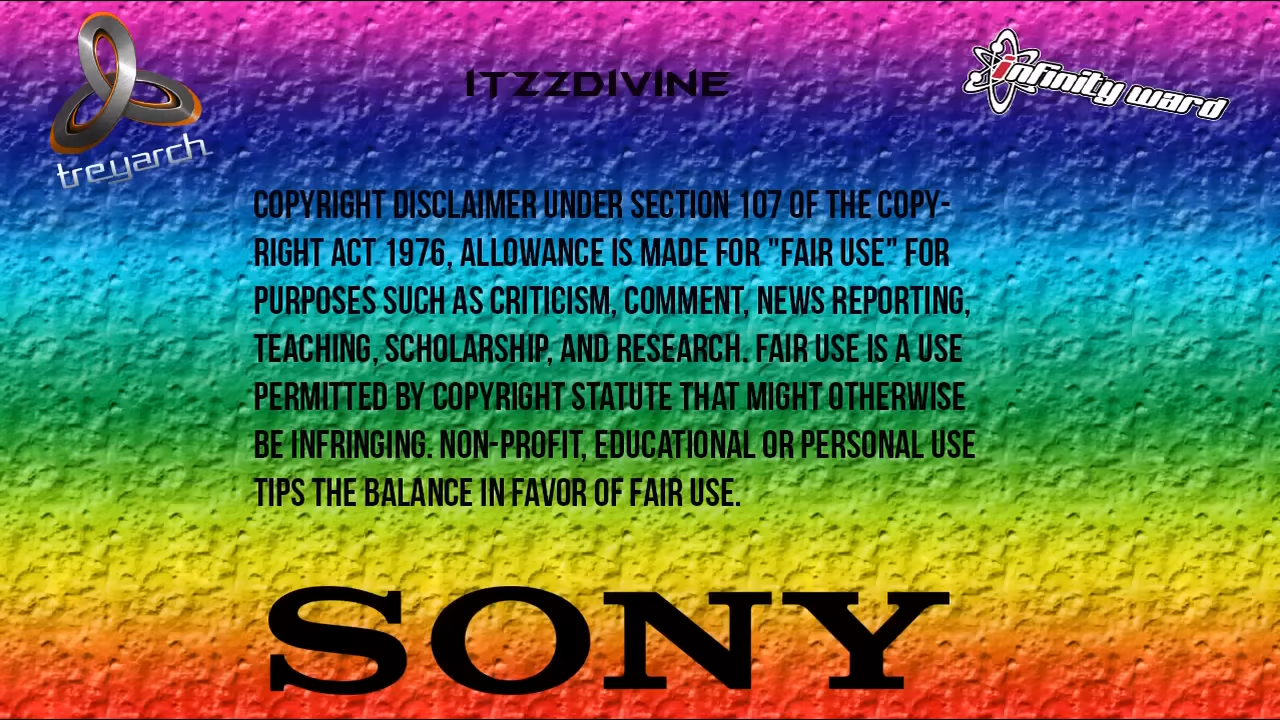 ITZZDIVINE
infinity ward
treyarch
COPYRIGHT DISCLAIMER UNDER SECTION 107 OF THE COPY-
RIGHT ACT 1976, ALLOWANCE IS MADE FOR "FAIR USE" FOR
PURPOSES SUCH AS CRITICISM, COMMENT, NEWS REPORTING,
TEACHING, SCHOLARSHIP, AND RESEARCH. FAIR USE IS A USE
PERMITTED BY COPYRIGHT STATUTE THAT MIGHT OTHERWISE
BE INFRINGING. NON-PROFIT, EDUCATIONAL OR PERSONAL USE
TIPS THE BALANCE IN FAVOR OF FAIR USE.
SONY